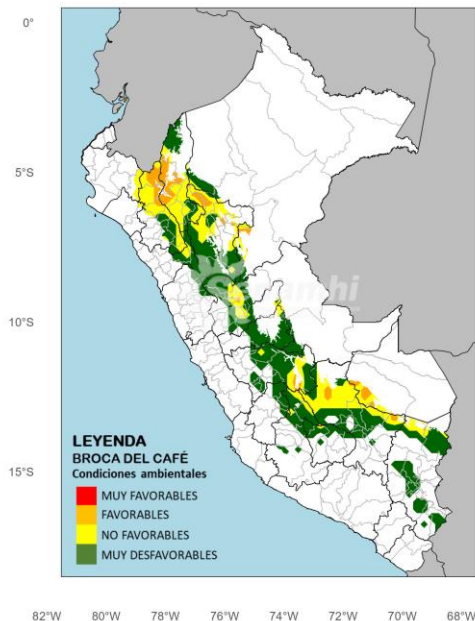 0°
5°S
10°S
15°S
Senamhi
LEYENDA
BROCA DEL CAFÉ
Condiciones ambientales
MUY FAVORABLES
FAVORABLES
NO FAVORABLES
MUY DESFAVORABLES
82°W 80°W 78°W 76°W 74°W 72°W 70°W 68°W